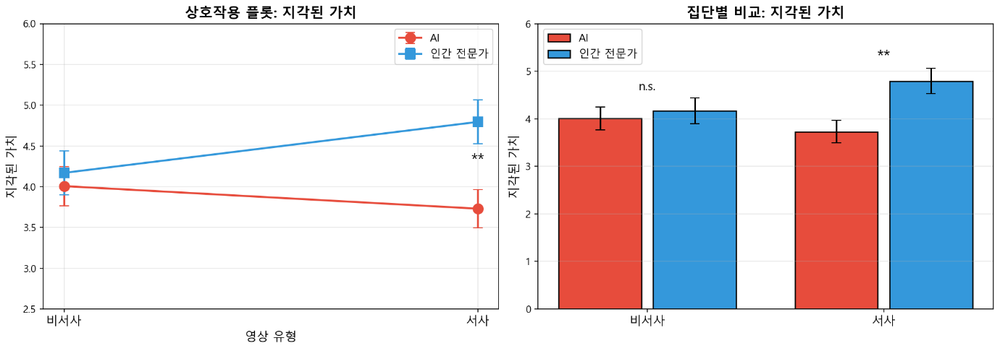 상호작용 플롯: 지각된 가치
6.0
5.5
5.0
4.5
4.0
3.5
3.0
2.5
지각된 가치
AI
인간 전문가
**
비서사
서사
영상 유형
집단별 비교: 지각된 가치
6
5
4
3
2
1
0
지각된 가치
AI
인간 전문가
n.s.
**
비서사
서사